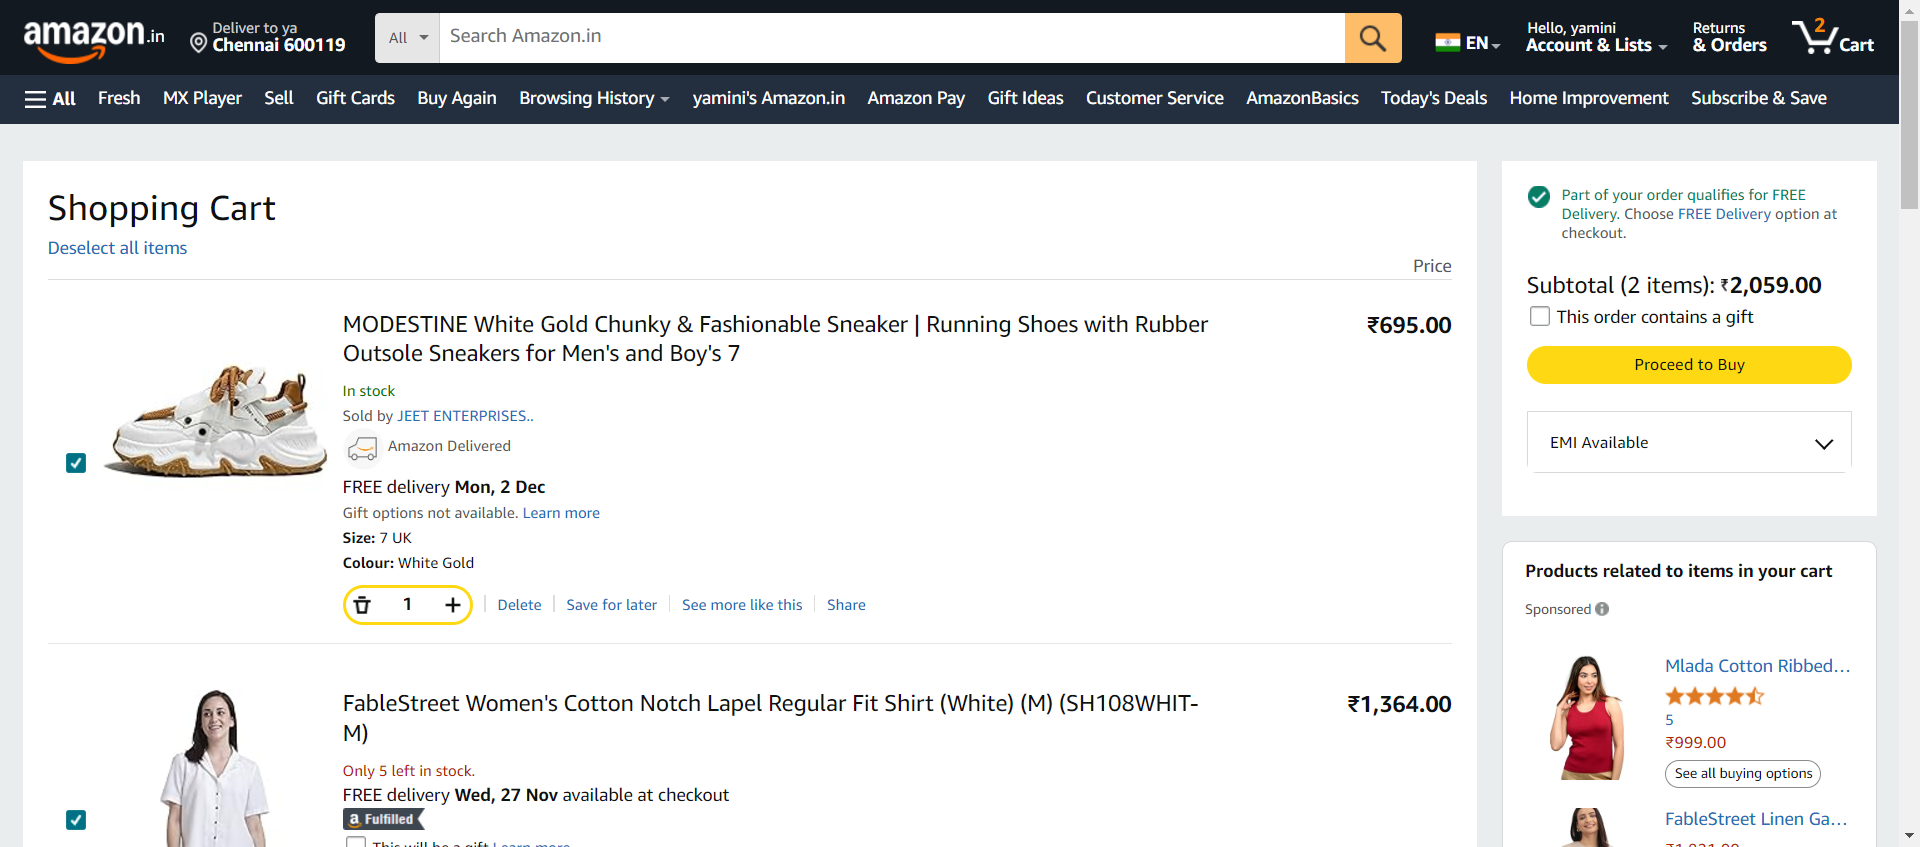 amazon.in
Deliver to ya
Chennai 600119
All
Search Amazon.in
EN
Hello, yamini
Account & Lists
Returns
& Orders
2
Cart
All
Fresh
MX Player
Sell
Gift Cards
Buy Again
Browsing History
yamini's Amazon.in
Amazon Pay
Gift Ideas
Customer Service
AmazonBasics
Today's Deals
Home Improvement
Subscribe & Save
Shopping Cart
Deselect all items
Price
MODESTINE White Gold Chunky & Fashionable Sneaker | Running Shoes with Rubber
Outsole Sneakers for Men's and Boy's 7
₹695.00
In stock
Sold by JEET ENTERPRISES..
Amazon Delivered
FREE delivery Mon, 2 Dec
Gift options not available. Learn more
Size: 7 UK
Colour: White Gold
1
Delete
Save for later
See more like this
Share
FableStreet Women's Cotton Notch Lapel Regular Fit Shirt (White) (M) (SH108WHIT-
M)
₹1,364.00
Only 5 left in stock.
FREE delivery Wed, 27 Nov available at checkout
a Fulfilled
This will be a gift Learn more
Part of your order qualifies for FREE
Delivery. Choose FREE Delivery option at
checkout.
Subtotal (2 items): ₹2,059.00
This order contains a gift
Proceed to Buy
EMI Available
Products related to items in your cart
Sponsored
Mlada Cotton Ribbed...
5
₹999.00
See all buying options
FableStreet Linen Ga...